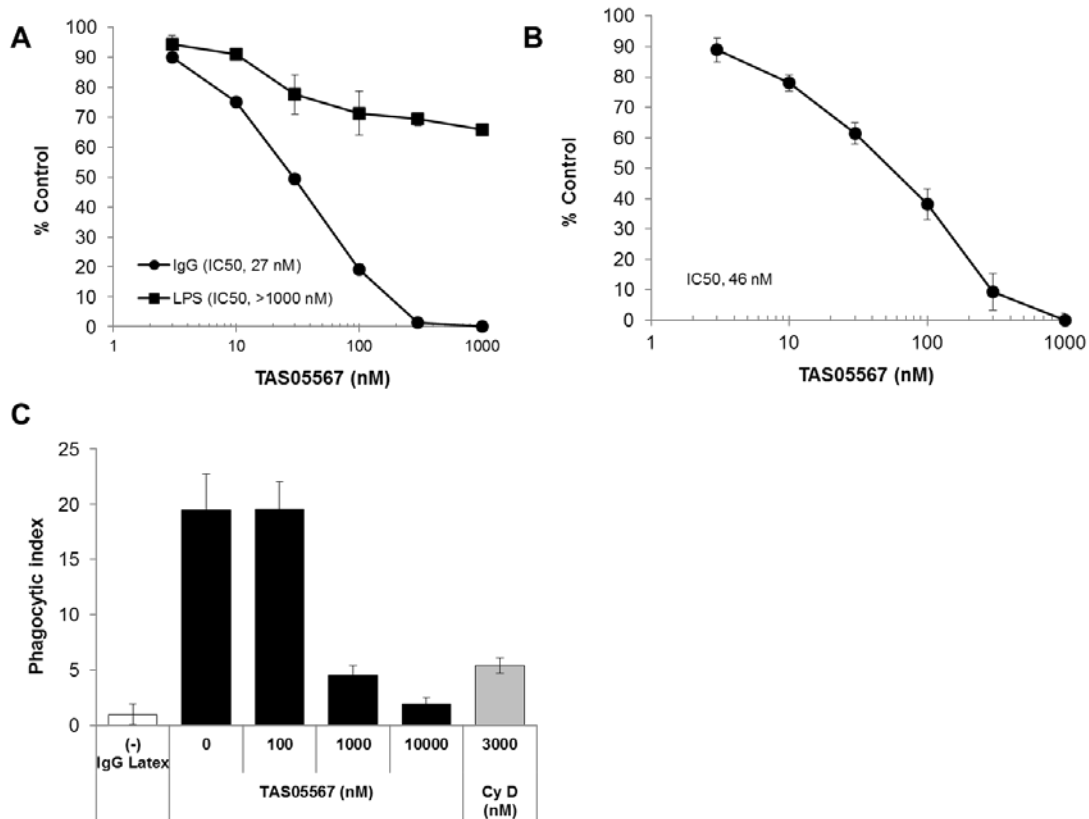 A
100
90
80
70
60
50
40
30
20
10
0
% Control
IgG (IC50, 27 nM)
LPS (IC50, >1000 nM)
1 10 100 1000
TAS05567 (nM)
B
100
90
80
70
60
50
40
30
20
10
0
% Control
IC50, 46 nM
1 10 100 1000
TAS05567 (nM)
C
25
20
15
10
5
0
Phagocytic index
(-) 0 100 1000 10000 3000
IgG Latex
TAS05567 (nM) Cy D
(nM)